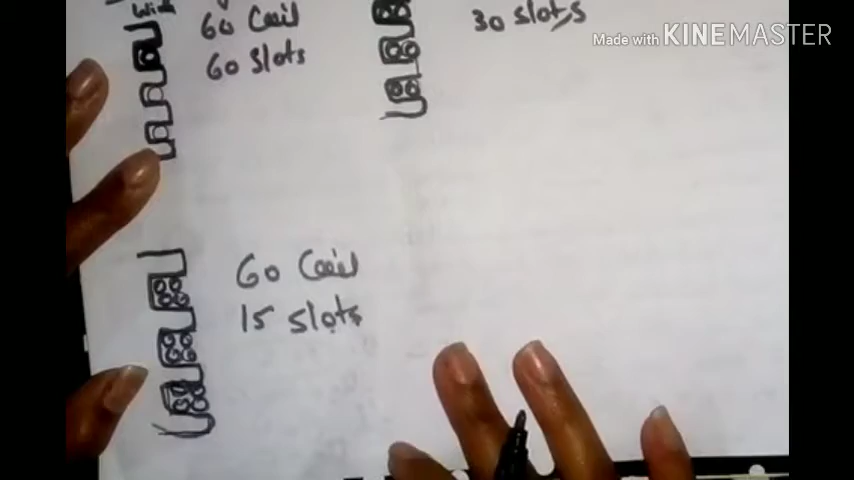 60 Coil
60 Slots
30 Slots
Made with KINEMASTER
60 Coil
15 Slots